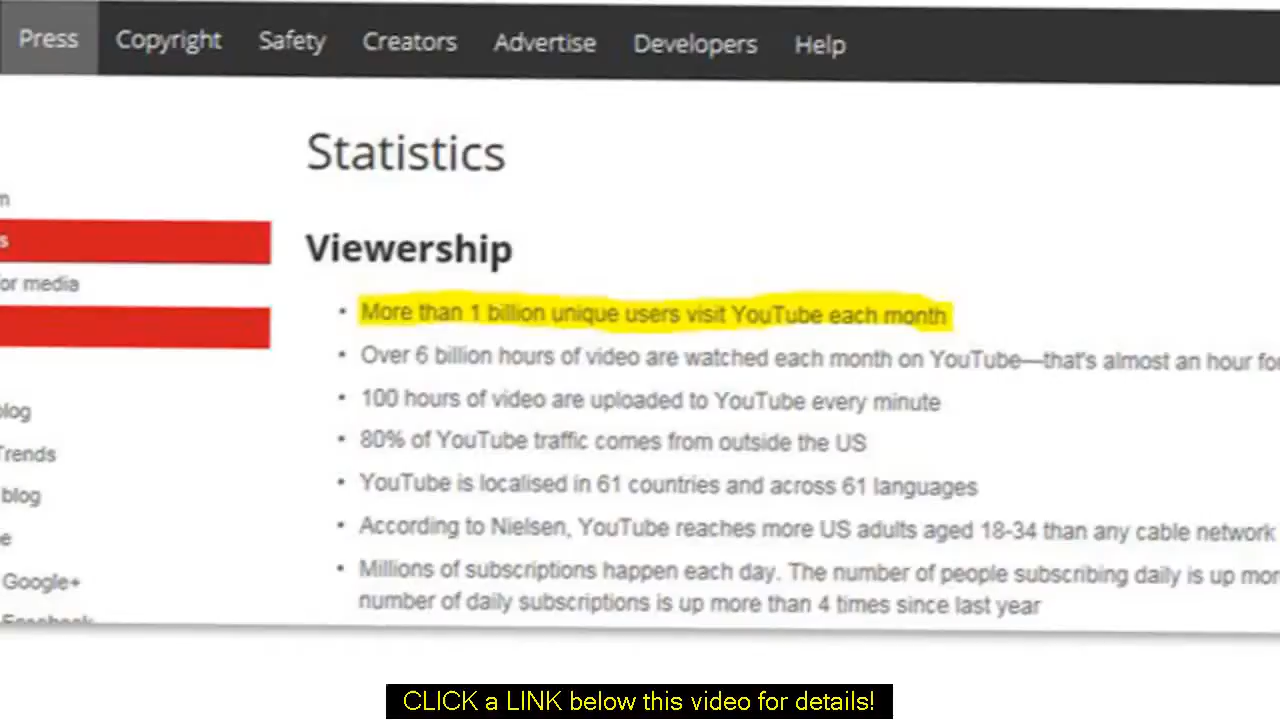 Press Copyright Safety Creators Advertise Developers Help
Statistics
Viewership
for media
• More than 1 billion unique users visit YouTube each month
• Over 6 billion hours of video are watched each month on YouTube—that's almost an hour for
• 100 hours of video are uploaded to YouTube every minute
• 80% of YouTube traffic comes from outside the US
blog
Trends
• YouTube is localised in 61 countries and across 61 languages
blog
• According to Nielsen, YouTube reaches more US adults aged 18-34 than any cable network
• Millions of subscriptions happen each day. The number of people subscribing daily is up more
Google+
number of daily subscriptions is up more than 4 times since last year
Facebook
CLICK a LINK below this video for details!